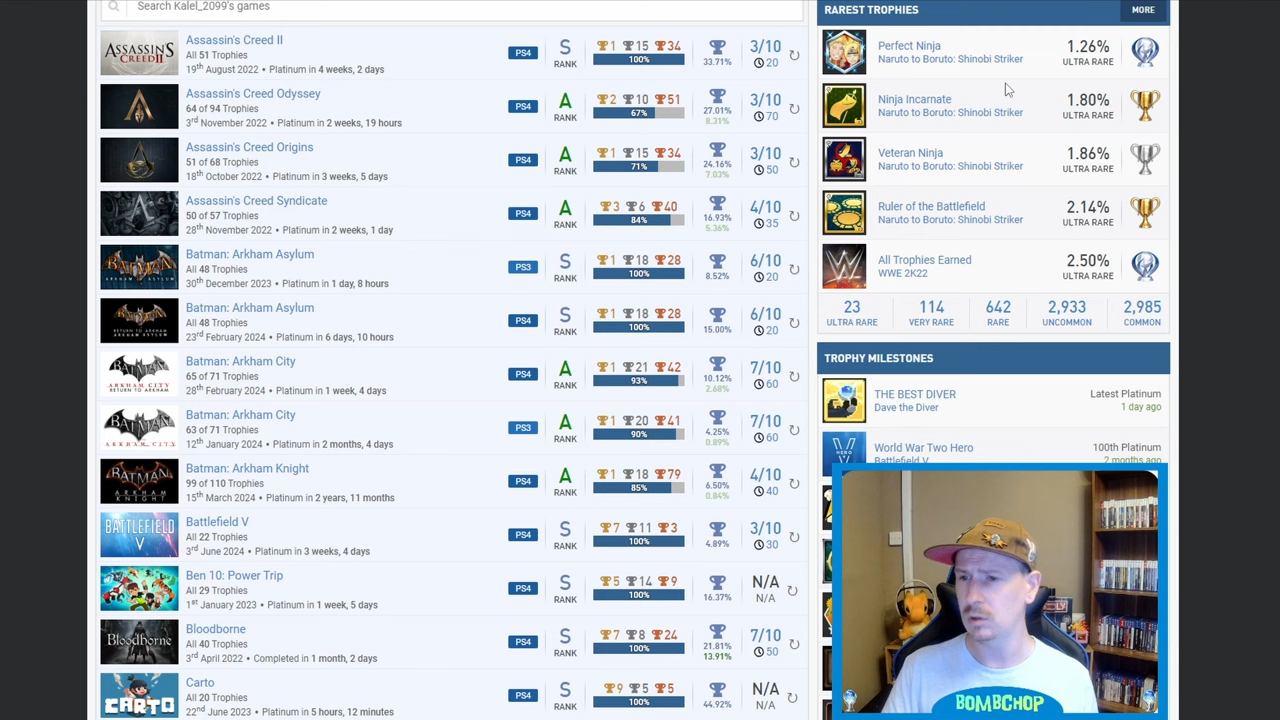 Search Kalel_2099's games
Assassin's Creed II
All 51 Trophies
19th August 2022 • Platinum in 4 weeks, 2 days
PS4
S
RANK
1 15 34
100%
33.71%
3/10
20
Assassin's Creed Odyssey
64 of 94 Trophies
3rd November 2022 • Platinum in 2 weeks, 19 hours
PS4
A
RANK
2 10 51
67%
27.01%
8.31%
3/10
70
Assassin's Creed Origins
51 of 68 Trophies
18th October 2022 • Platinum in 3 weeks, 5 days
PS4
A
RANK
1 15 34
71%
24.16%
7.03%
3/10
50
Assassin's Creed Syndicate
50 of 57 Trophies
28th November 2022 • Platinum in 2 weeks, 1 day
PS4
A
RANK
3 6 40
84%
16.93%
5.36%
4/10
35
Batman: Arkham Asylum
All 48 Trophies
30th December 2023 • Platinum in 1 day, 8 hours
PS3
S
RANK
1 18 28
100%
8.52%
6/10
20
Batman: Arkham Asylum
All 48 Trophies
23rd February 2024 • Platinum in 6 days, 10 hours
PS4
S
RANK
1 18 28
100%
15.00%
6/10
20
Batman: Arkham City
65 of 71 Trophies
28th February 2024 • Platinum in 1 week, 4 days
PS4
A
RANK
1 21 42
93%
10.12%
2.68%
7/10
60
Batman: Arkham City
63 of 71 Trophies
12th January 2024 • Platinum in 2 months, 4 days
PS3
A
RANK
1 20 41
90%
4.25%
0.89%
7/10
60
Batman: Arkham Knight
99 of 110 Trophies
15th March 2024 • Platinum in 2 years, 11 months
PS4
A
RANK
1 18 79
85%
6.50%
0.84%
4/10
40
BATTLEFIELD
V
Battlefield V
All 22 Trophies
3rd June 2024 • Platinum in 3 weeks, 4 days
PS4
S
RANK
7 11 3
100%
4.89%
3/10
30
Ben 10: Power Trip
All 29 Trophies
1st January 2023 • Platinum in 1 week, 5 days
PS4
S
RANK
5 14 9
100%
16.37%
N/A
N/A
Bloodborne
Bloodborne
All 40 Trophies
3rd April 2022 • Completed in 1 month, 2 days
PS4
S
RANK
7 8 24
100%
21.81%
13.91%
7/10
50
CARTO
Carto
All 20 Trophies
22nd June 2023 • Platinum in 5 hours, 12 minutes
PS4
S
RANK
9 5 5
100%
44.92%
N/A
N/A
RAREST TROPHIES
MORE
Perfect Ninja
Naruto to Boruto: Shinobi Striker
1.26%
ULTRA RARE
Ninja Incarnate
Naruto to Boruto: Shinobi Striker
1.80%
ULTRA RARE
Veteran Ninja
Naruto to Boruto: Shinobi Striker
1.86%
ULTRA RARE
Ruler of the Battlefield
Naruto to Boruto: Shinobi Striker
2.14%
ULTRA RARE
All Trophies Earned
WWE 2K22
2.50%
ULTRA RARE
23 114 642 2,933 2,985
ULTRA RARE VERY RARE RARE UNCOMMON COMMON
TROPHY MILESTONES
THE BEST DIVER
Dave the Diver
Latest Platinum
1 day ago
World War Two Hero
Battlefield V
100th Platinum
2 months ago
BOMBCHOP